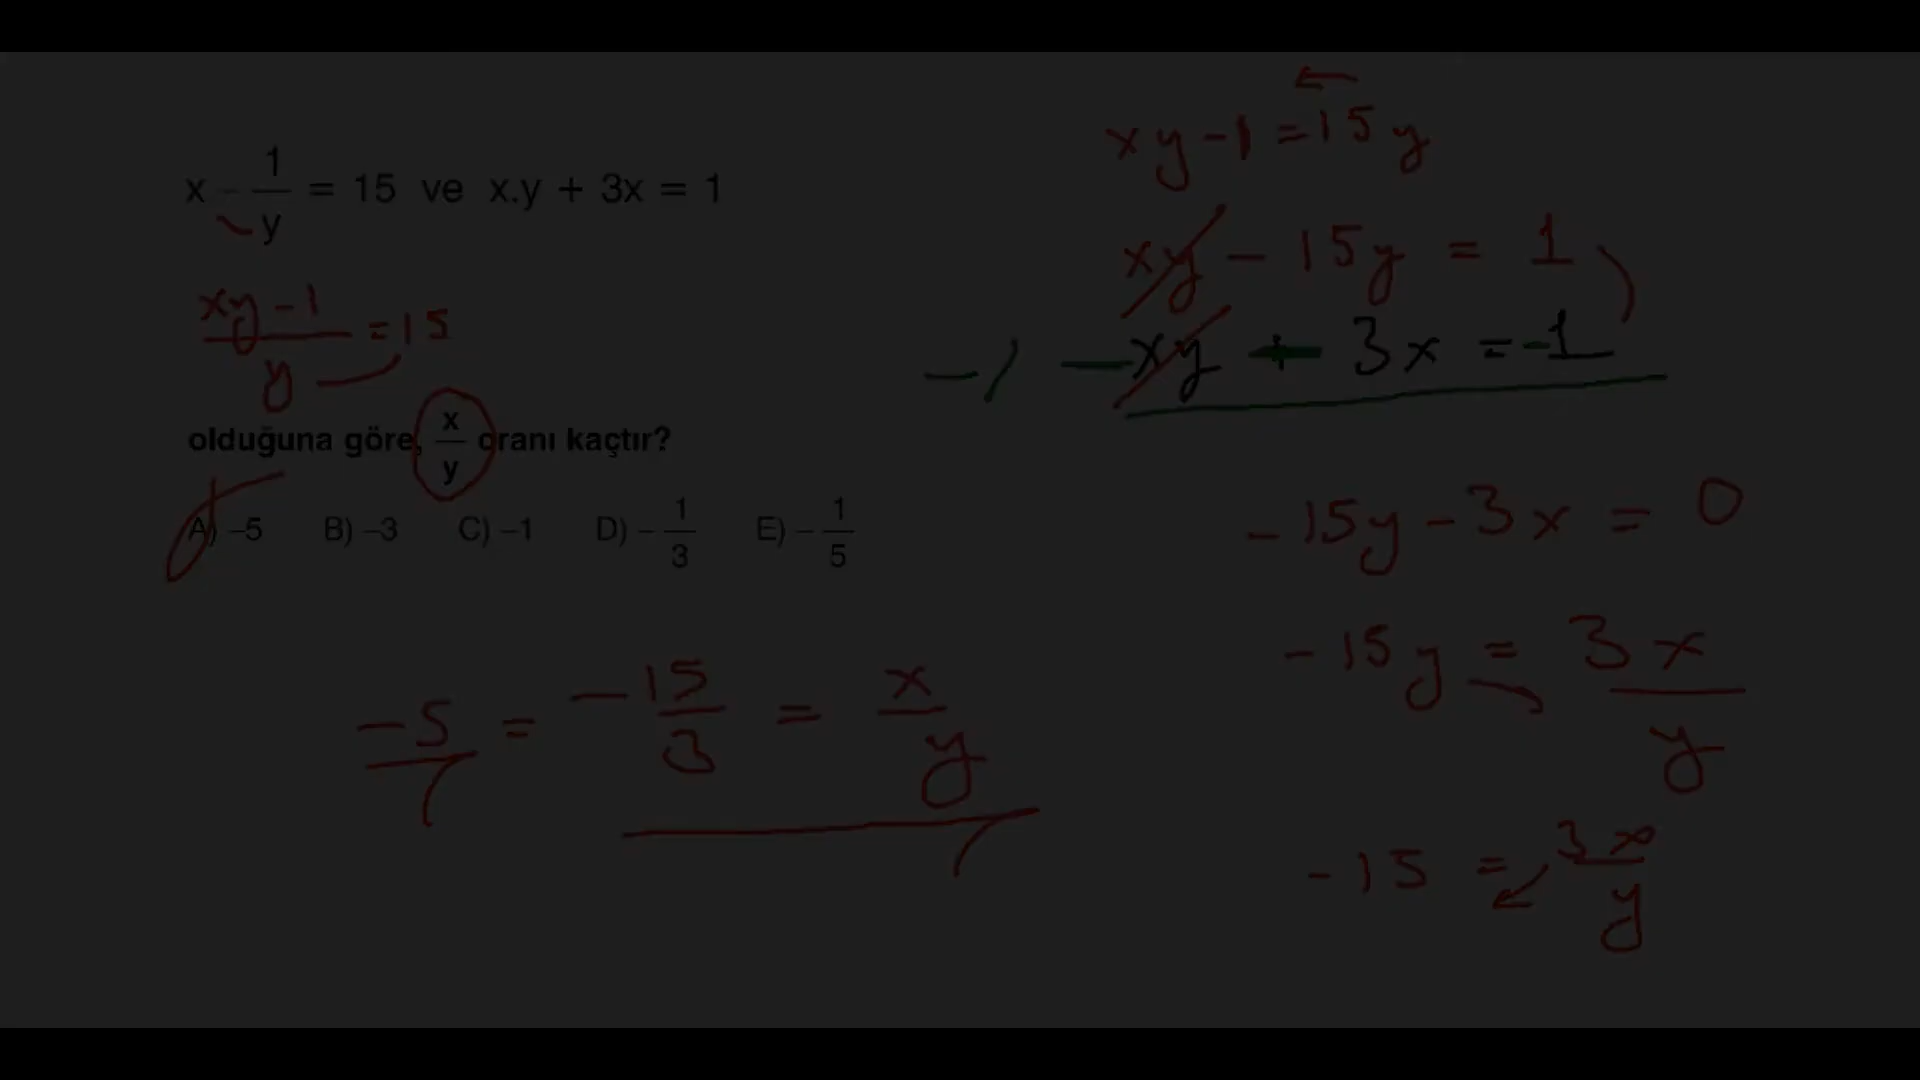 x - 1/y = 15 ve x.y + 3x = 1
xy - 1 / y = 15
olduğuna göre, x/y oranı kaçtır?
A) –5 B) –3 C) –1 D) – 1/3 E) – 1/5
-5 = -15/3 = x/y
xy - 1 = 15y
xy - 15y = 1
-/ - xy + 3x = -1
-15y - 3x = 0
-15y = 3x
y
-15 = 3x/y